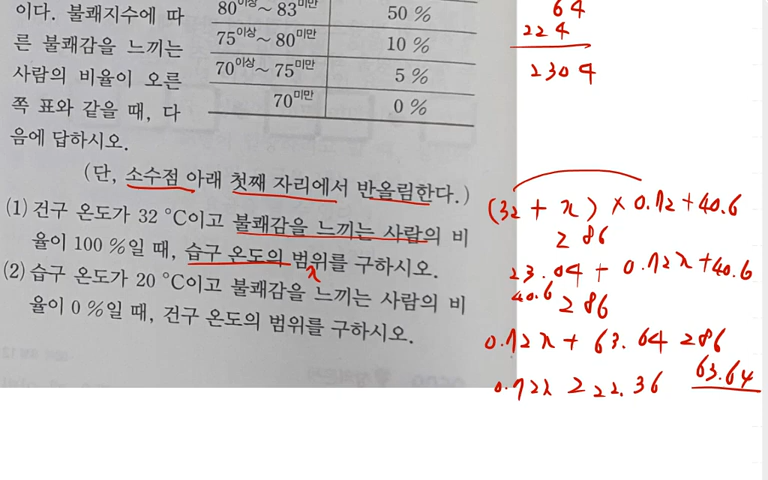 이다. 불쾌지수에 따
른 불쾌감을 느끼는
사람의 비율이 오른
쪽 표와 같을 때, 다
음에 답하시오.
80이상~ 83미만 50 %
75이상~ 80미만 10 %
70이상~ 75미만 5 %
70미만 0 %
(단, 소수점 아래 첫째 자리에서 반올림한다.)
(1) 건구 온도가 32 °C이고 불쾌감을 느끼는 사람의 비
율이 100 %일 때, 습구 온도의 범위를 구하시오.
x
(2) 습구 온도가 20 °C이고 불쾌감을 느끼는 사람의 비
율이 0 %일 때, 건구 온도의 범위를 구하시오.
64
224
2304
(32 + x) × 0.72+40.6
≥ 86
23.04 + 0.72x+40.6
40.6 ≥ 86
0.72x + 63.64 ≥86
0.72x ≥ 22.36 63.64